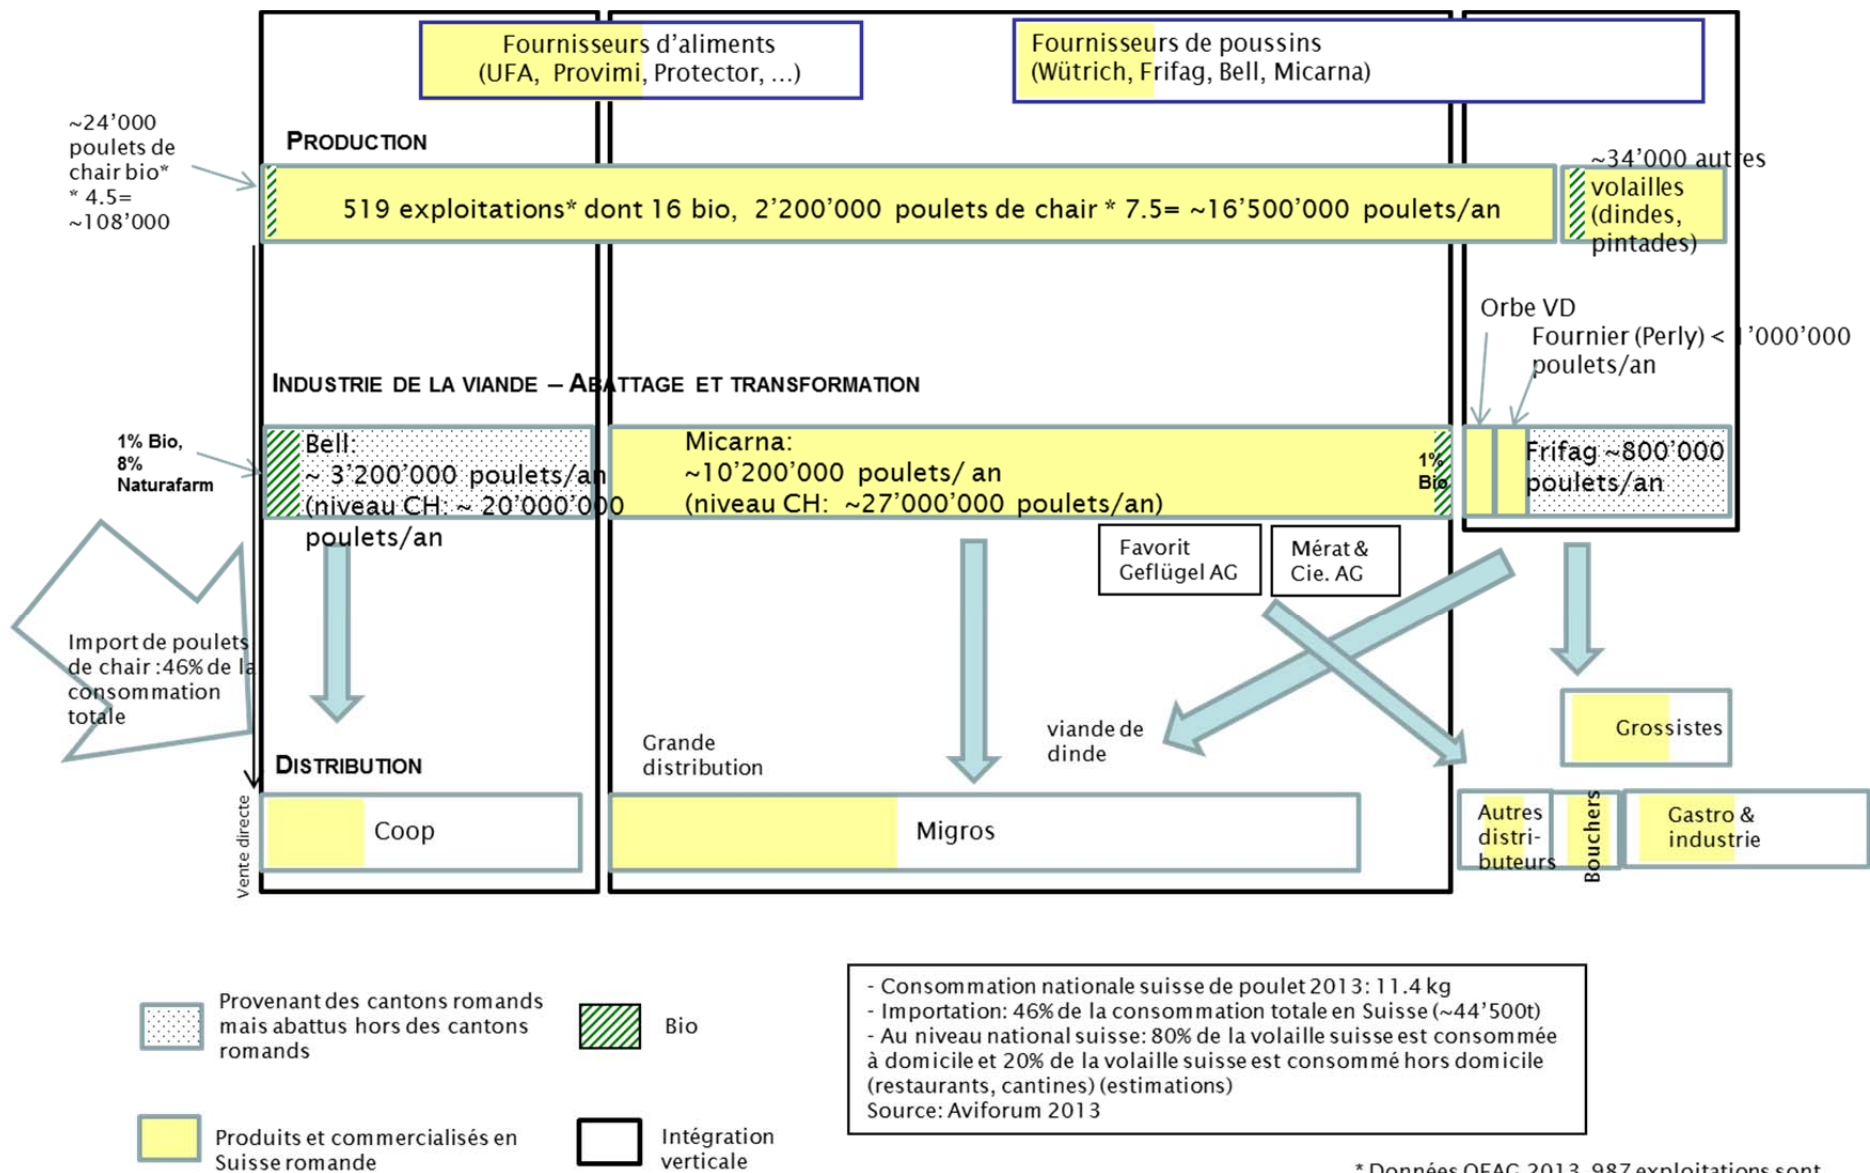 Fournisseurs d’aliments
(UFA, Provimi, Protector, ...)
Fournisseurs de poussins
(Wütrich, Frifag, Bell, Micarna)
~24’000
poulets de
chair bio*
* 4.5=
~108’000
PRODUCTION
519 exploitations* dont 16 bio, 2’200’000 poulets de chair * 7.5= ~16’500’000 poulets/an
~34’000 autres
volailles
(dindes,
pintades)
Orbe VD
Fournier (Perly) < 1’000’000
poulets/an
INDUSTRIE DE LA VIANDE – ABATTAGE ET TRANSFORMATION
1% Bio,
8%
Naturafarm
Bell:
~ 3’200’000 poulets/an
(niveau CH: ~ 20’000’000
poulets/an
Micarna:
~10’200’000 poulets/ an
(niveau CH: ~27’000’000 poulets/an)
1%
Bio
Frifag ~800’000
poulets/an
Favorit
Geflügel AG
Mérat &
Cie. AG
Import de poulets
de chair :46% de la
consommation
totale
viande de
dinde
Grande
distribution
Grossistes
DISTRIBUTION
Vente directe
Coop
Migros
Autres
distri-
buteurs
Bouchers
Gastro &
industrie
Provenant des cantons romands
mais abattus hors des cantons
romands
Bio
Produits et commercialisés en
Suisse romande
Intégration
verticale
- Consommation nationale suisse de poulet 2013: 11.4 kg
- Importation: 46% de la consommation totale en Suisse (~44’500t)
- Au niveau national suisse: 80% de la volaille suisse est consommée
à domicile et 20% de la volaille suisse est consommé hors domicile
(restaurants, cantines) (estimations)
Source: Aviforum 2013
* Données OFAG 2013, 987 exploitations sont